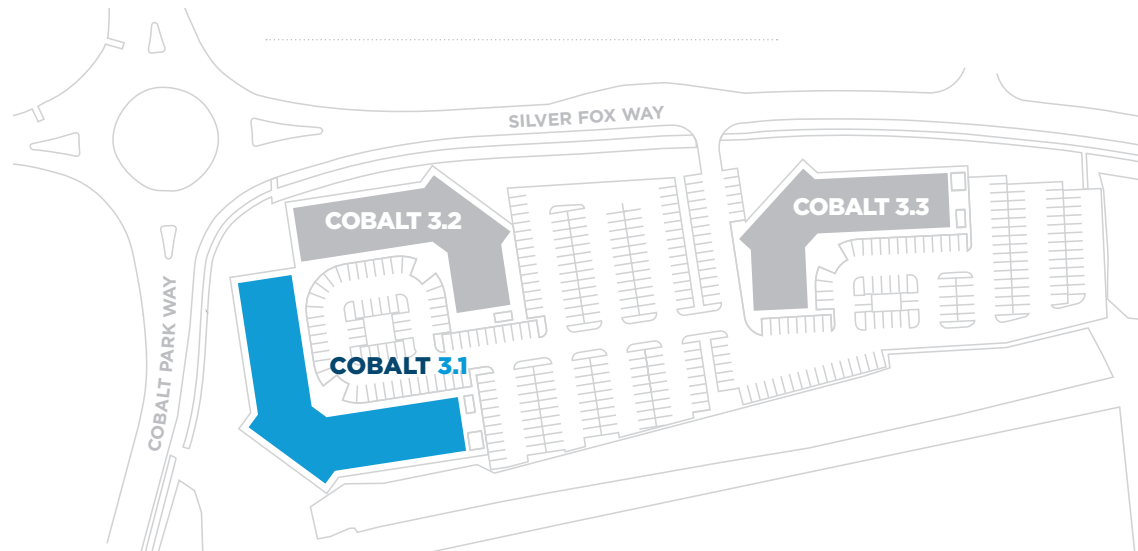 SILVER FOX WAY
COBALT 3.2
COBALT 3.3
COBALT PARK WAY
COBALT 3.1